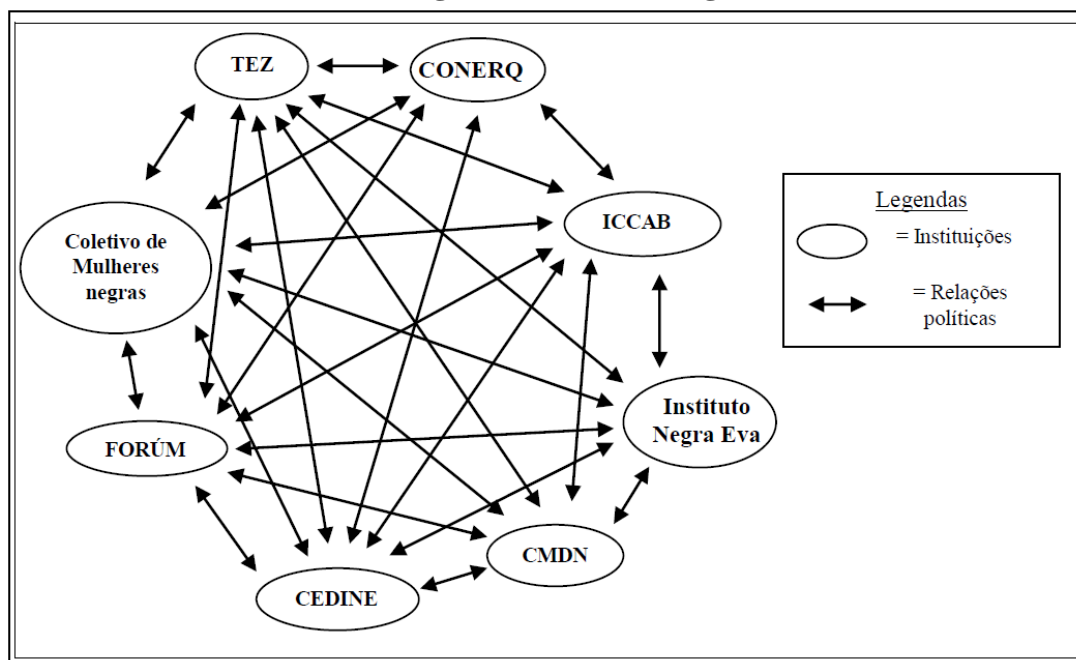 TEZ
CONERQ
ICCAB
Coletivo de
Mulheres
negras
Instituto
Negra Eva
FORÚM
CMDN
CEDINE
Legendas
= Instituições
= Relações
políticas